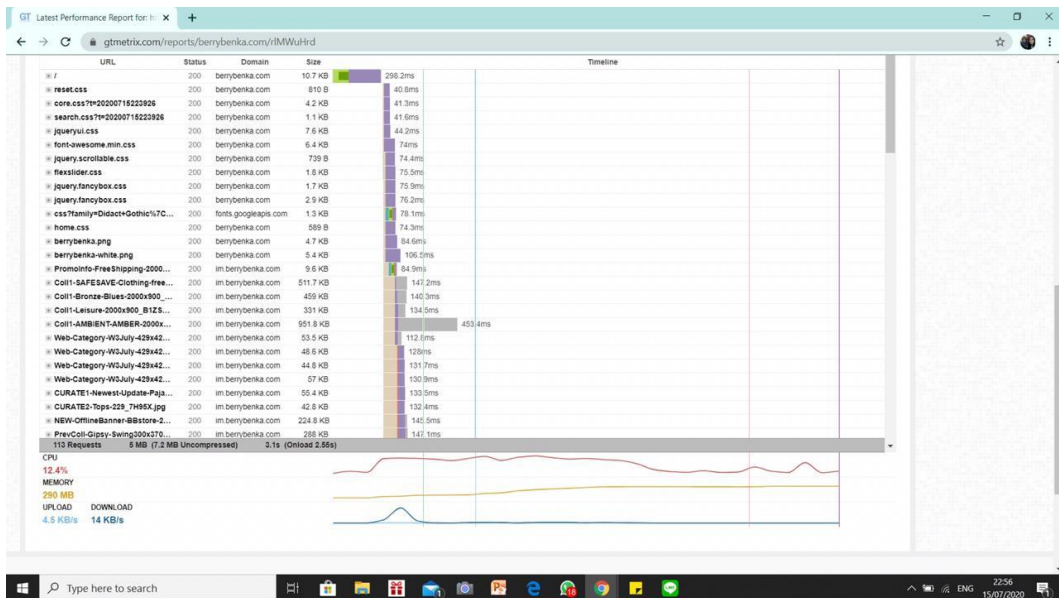 GT Latest Performance Report for: ht
gtmetrix.com/reports/berrybenka.com/rIMWuHrd
URL Status Domain Size Timeline
/ 200 berrybenka.com 10.7 KB 298.2ms
reset.css 200 berrybenka.com 810 B 40.8ms
core.css?t=20200715223926 200 berrybenka.com 4.2 KB 41.3ms
search.css?t=20200715223926 200 berrybenka.com 1.1 KB 41.6ms
jqueryui.css 200 berrybenka.com 7.6 KB 44.2ms
font-awesome.min.css 200 berrybenka.com 6.4 KB 74ms
jquery.scrollable.css 200 berrybenka.com 739 B 74.4ms
flexslider.css 200 berrybenka.com 1.6 KB 75.5ms
jquery.fancybox.css 200 berrybenka.com 1.7 KB 75.9ms
jquery.fancybox.css 200 berrybenka.com 2.9 KB 76.2ms
css?family=Didact+Gothic%7C... 200 fonts.googleapis.com 1.3 KB 78.1ms
home.css 200 berrybenka.com 589 B 74.3ms
berrybenka.png 200 berrybenka.com 4.7 KB 84.6ms
berrybenka-white.png 200 berrybenka.com 5.4 KB 106.5ms
PromoInfo-FreeShipping-2000... 200 im.berrybenka.com 9.6 KB 84.9ms
Coll1-SAFESAVE-Clothing-free... 200 im.berrybenka.com 511.7 KB 147.2ms
Coll1-Bronze-Blues-2000x900_... 200 im.berrybenka.com 459 KB 140.3ms
Coll1-Leisure-2000x900_B1ZS... 200 im.berrybenka.com 331 KB 134.5ms
Coll1-AMBIENT-AMBER-2000x... 200 im.berrybenka.com 951.8 KB 453.4ms
Web-Category-W3July-429x42... 200 im.berrybenka.com 53.5 KB 112.8ms
Web-Category-W3July-429x42... 200 im.berrybenka.com 48.6 KB 128ms
Web-Category-W3July-429x42... 200 im.berrybenka.com 44.8 KB 131.7ms
Web-Category-W3July-429x42... 200 im.berrybenka.com 57 KB 130.9ms
CURATE1-Newest-Update-Paja... 200 im.berrybenka.com 55.4 KB 133.5ms
CURATE2-Tops-229_7H95X.jpg 200 im.berrybenka.com 42.8 KB 132.4ms
NEW-OfflineBanner-BBstore-2... 200 im.berrybenka.com 224.8 KB 145.5ms
PrevColl-Gipsy-Swing300x370... 200 im.berrybenka.com 288 KB 147.1ms
113 Requests 5 MB (7.2 MB Uncompressed) 3.1s (Onload 2.55s)
CPU
12.4%
MEMORY
290 MB
UPLOAD DOWNLOAD
4.5 KB/s 14 KB/s
Type here to search
ENG
22:56
15/07/2020